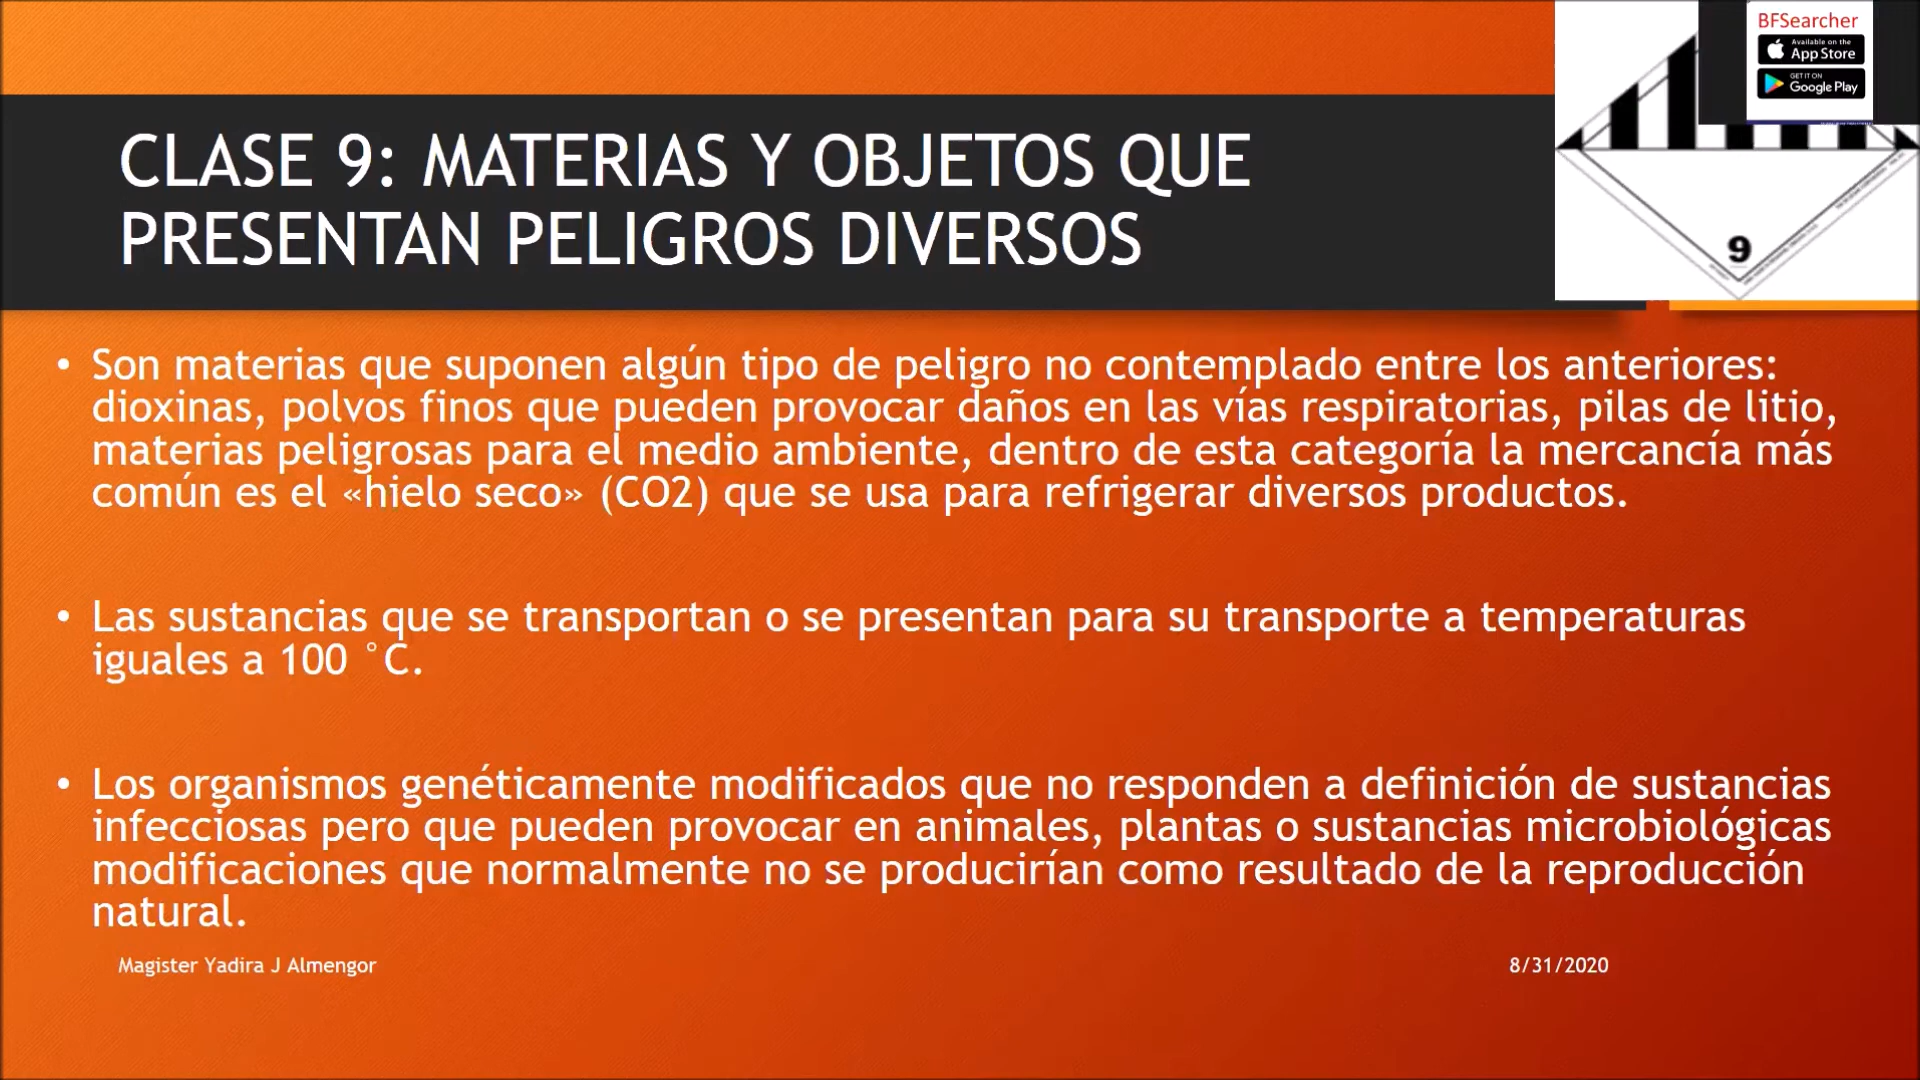 BFSearcher
Available on the
App Store
GET IT ON
Google Play
CLASE 9: MATERIAS Y OBJETOS QUE
PRESENTAN PELIGROS DIVERSOS
9
• Son materias que suponen algún tipo de peligro no contemplado entre los anteriores:
dioxinas, polvos finos que pueden provocar daños en las vías respiratorias, pilas de litio,
materias peligrosas para el medio ambiente, dentro de esta categoría la mercancía más
común es el «hielo seco» (CO2) que se usa para refrigerar diversos productos.
• Las sustancias que se transportan o se presentan para su transporte a temperaturas
iguales a 100 °C.
• Los organismos genéticamente modificados que no responden a definición de sustancias
infecciosas pero que pueden provocar en animales, plantas o sustancias microbiológicas
modificaciones que normalmente no se producirían como resultado de la reproducción
natural.
Magister Yadira J Almengor
8/31/2020